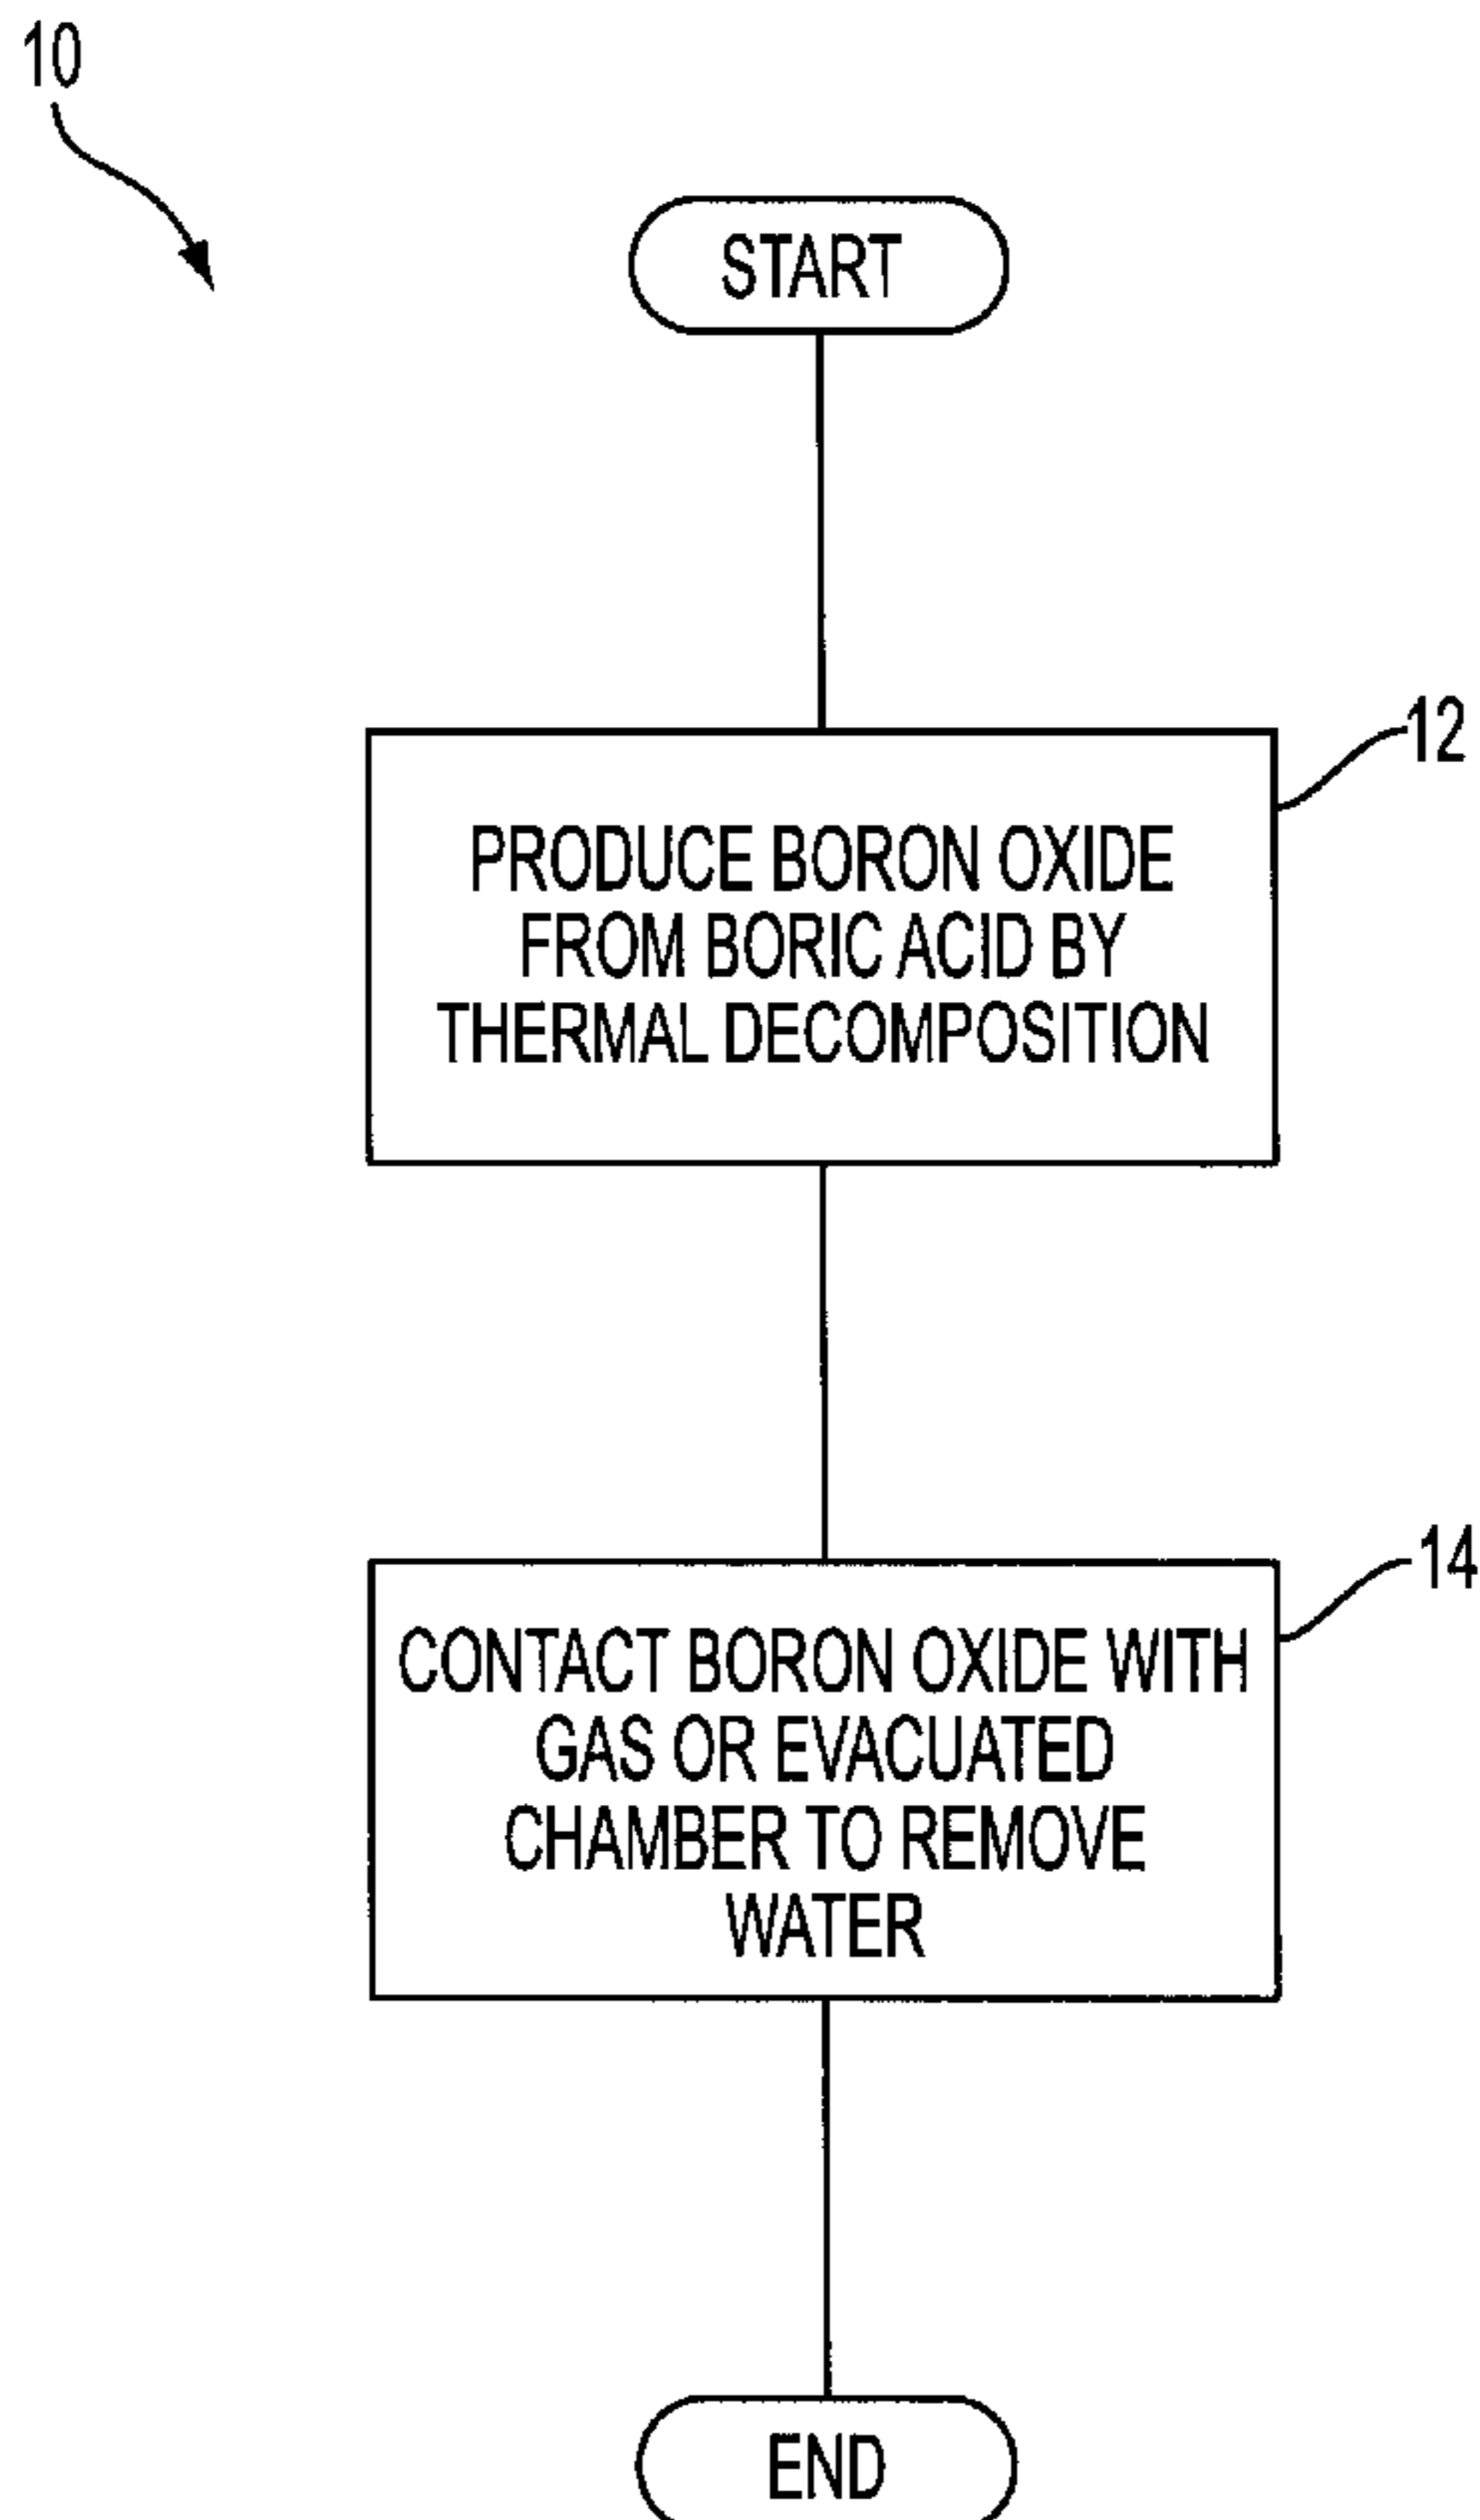 10
START
12
PRODUCE BORON OXIDE
FROM BORIC ACID BY
THERMAL DECOMPOSITION
14
CONTACT BORON OXIDE WITH
GAS OR EVACUATED
CHAMBER TO REMOVE
WATER
END